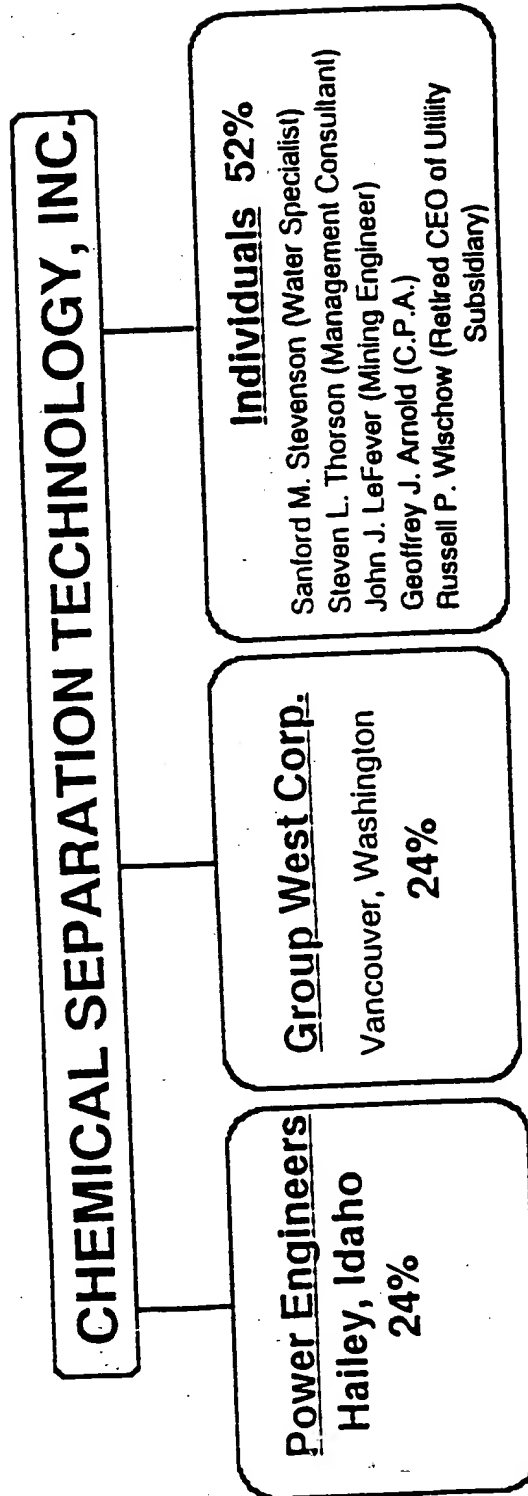 CHEMICAL SEPARATION TECHNOLOGY, INC.
Power Engineers
Hailey, Idaho
24%
Group West Corp.
Vancouver, Washington
24%
Individuals 52%
Sanford M. Stevenson (Water Specialist)
Steven L. Thorson (Management Consultant)
John J. LeFever (Mining Engineer)
Geoffrey J. Arnold (C.P.A.)
Russell P. Wischow (Retired CEO of Utility
Subsidiary)